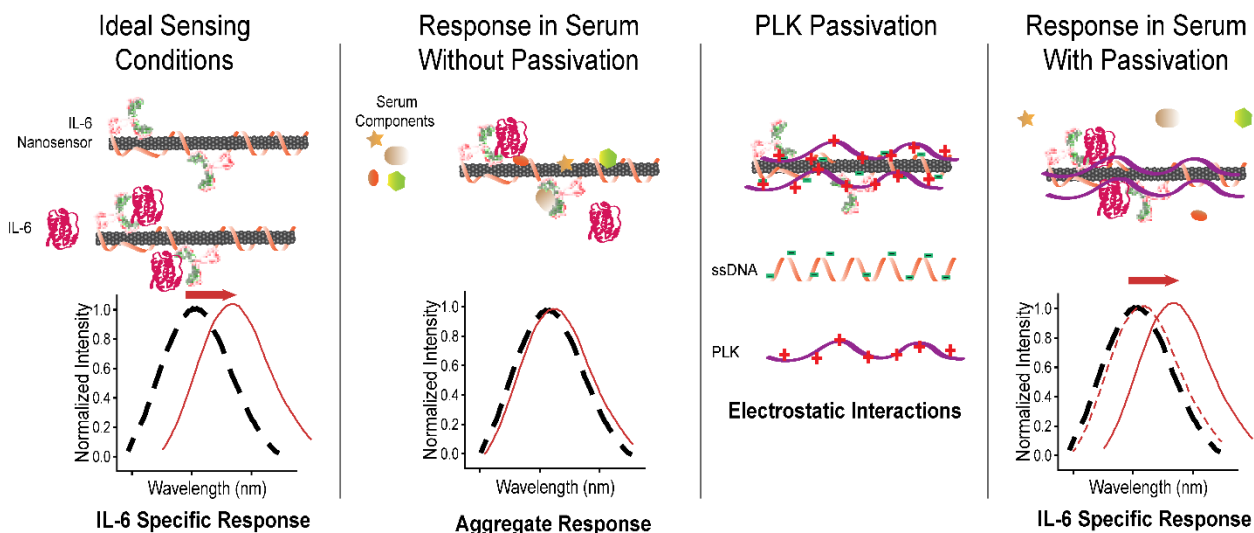 Ideal Sensing
Conditions
IL-6
Nanosensor
IL-6
Normalized Intensity
1.0
0.8
0.6
0.4
0.2
0.0
Wavelength (nm)
IL-6 Specific Response
Response in Serum
Without Passivation
Serum
Components
Normalized Intensity
1.0
0.8
0.6
0.4
0.2
0.0
Wavelength (nm)
Aggregate Response
PLK Passivation
ssDNA
PLK
Electrostatic Interactions
Response in Serum
With Passivation
Normalized Intensity
1.0
0.8
0.6
0.4
0.2
0.0
Wavelength (nm)
IL-6 Specific Response